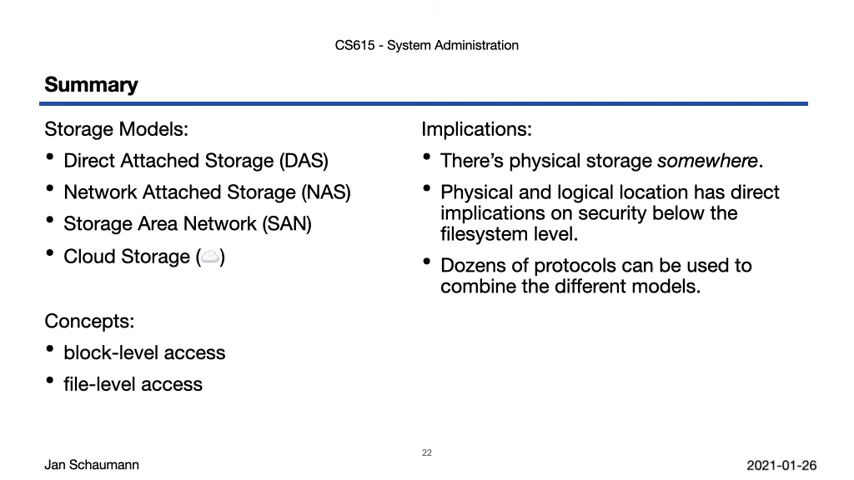 CS615 - System Administration
Summary
Storage Models:
• Direct Attached Storage (DAS)
• Network Attached Storage (NAS)
• Storage Area Network (SAN)
• Cloud Storage (☁️)
Concepts:
• block-level access
• file-level access
Implications:
• There's physical storage somewhere.
• Physical and logical location has direct
implications on security below the
filesystem level.
• Dozens of protocols can be used to
combine the different models.
Jan Schaumann
22
2021-01-26